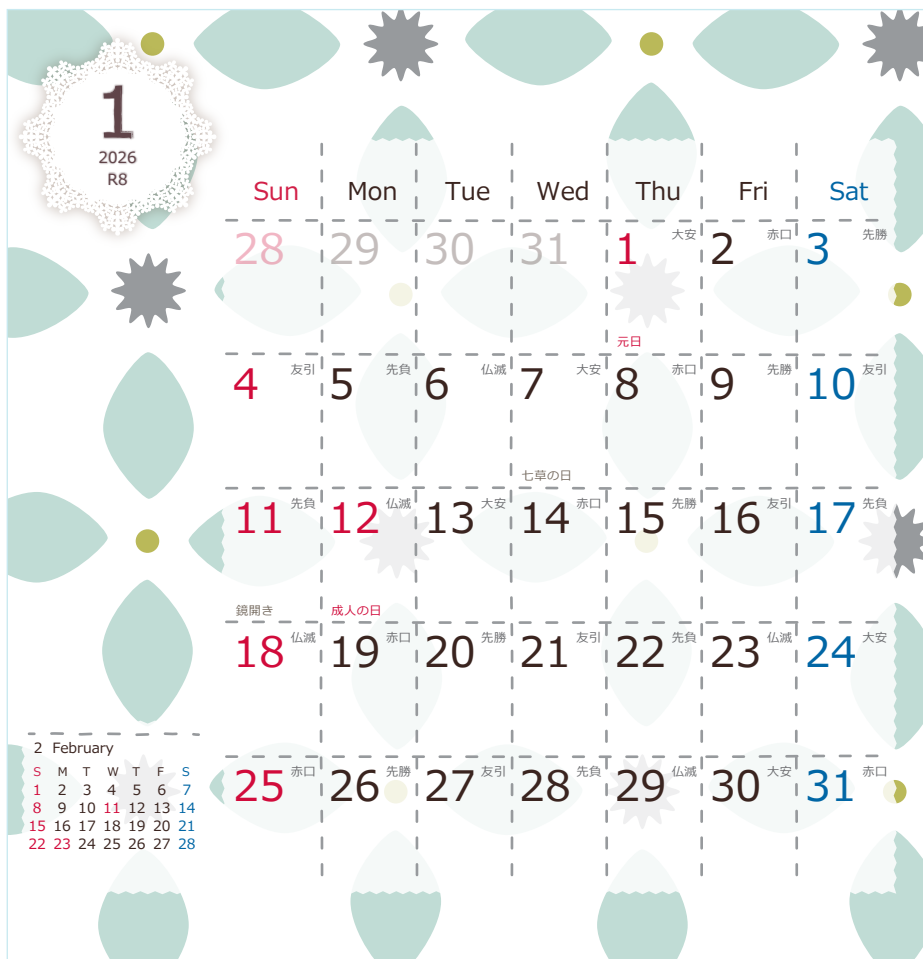 1
2026
R8
Sun Mon Tue Wed Thu Fri Sat
28 29 30 31 1 大安 2 赤口 3 先勝
元日
4 友引 5 先負 6 仏滅 7 大安 8 赤口 9 先勝 10 友引
七草の日
11 先負 12 仏滅 13 大安 14 赤口 15 先勝 16 友引 17 先負
鏡開き 成人の日
18 仏滅 19 赤口 20 先勝 21 友引 22 先負 23 仏滅 24 大安
25 赤口 26 先勝 27 友引 28 先負 29 仏滅 30 大安 31 赤口
2 February
S M T W T F S
1 2 3 4 5 6 7
8 9 10 11 12 13 14
15 16 17 18 19 20 21
22 23 24 25 26 27 28